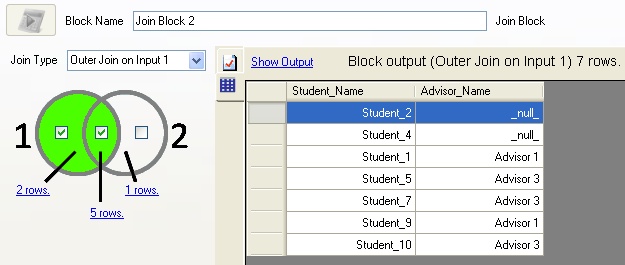 Block Name Join Block 2 Join Block
Join Type Outer Join on Input 1
Show Output Block output (Outer Join on Input 1) 7 rows.
Student_Name Advisor_Name
Student_2 _null_
Student_4 _null_
Student_1 Advisor 1
Student_5 Advisor 3
Student_7 Advisor 3
Student_9 Advisor 1
Student_10 Advisor 3
1 2
2 rows. 1 rows.
5 rows.